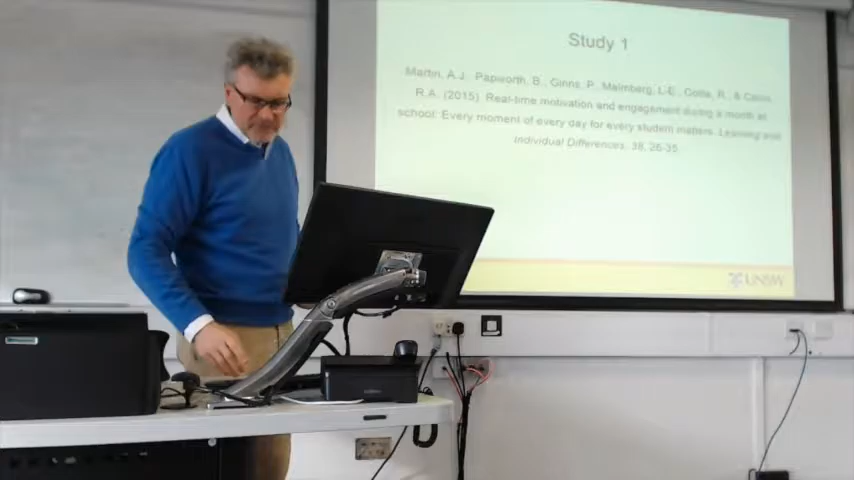 Study 1
Martin, A.J., Papworth, B., Ginns, P., Malmberg, L-E., Collie, R., & Calvo,
R.A. (2015). Real-time motivation and engagement during a month at
school: Every moment of every day for every student matters. Learning and
Individual Differences, 38, 26-35.
UNSW